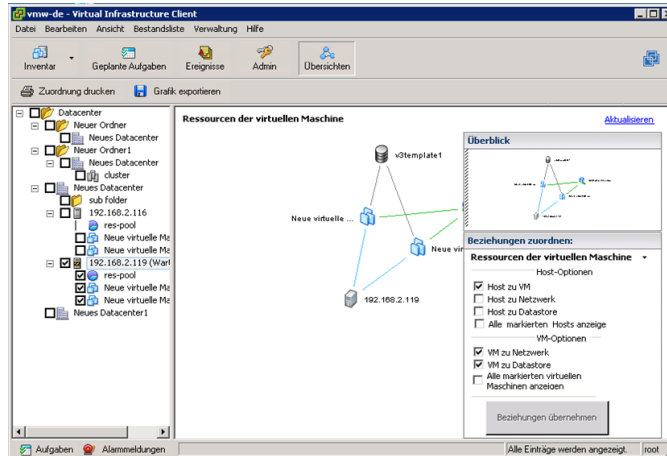 vmw-de - Virtual Infrastructure Client
Datei Bearbeiten Ansicht Bestandsliste Verwaltung Hilfe
Inventar Geplante Aufgaben Ereignisse Admin Übersichten
Zuordnung drucken Grafik exportieren
Datacenter
Neuer Ordner
Neues Datacenter
Neuer Ordner1
Neues Datacenter
cluster
Neues Datacenter
sub folder
192.168.2.116
res-pool
Neue virtuelle Ma
Neue virtuelle Ma
192.168.2.119 (Wart
res-pool
Neue virtuelle Ma
Neue virtuelle Ma
Neues Datacenter1
Ressourcen der virtuellen Maschine
Aktualisieren
v3template1
Neue virtuelle ...
Neue vir
192.168.2.119
Überblick
Beziehungen zuordnen:
Ressourcen der virtuellen Maschine
Host-Optionen
Host zu VM
Host zu Netzwerk
Host zu Datastore
Alle markierten Hosts anzeige
VM-Optionen
VM zu Netzwerk
VM zu Datastore
Alle markierten virtuellen
Maschinen anzeigen
Beziehungen übernehmen
Aufgaben Alarmmeldungen
Alle Einträge werden angezeigt. root